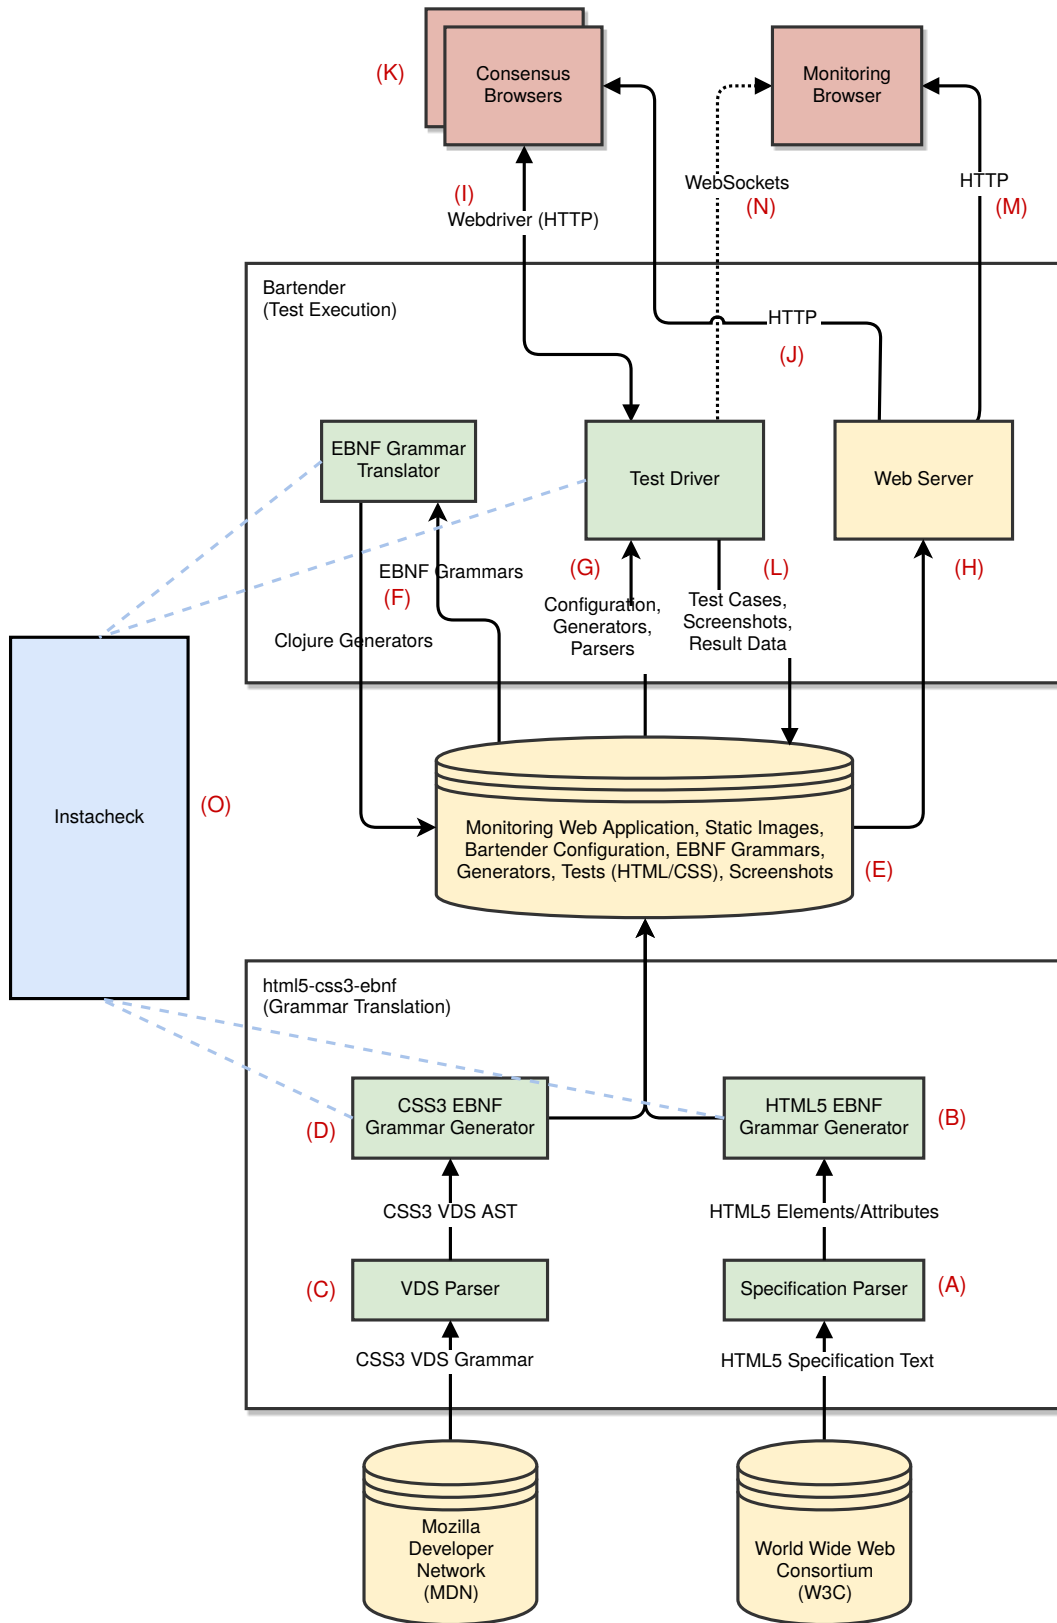 (K)
Consensus
Browsers
Monitoring
Browser
(I)
Webdriver (HTTP)
WebSockets
(N)
HTTP
(M)
Bartender
(Test Execution)
HTTP
(J)
EBNF Grammar
Translator
Test Driver
Web Server
EBNF Grammars
(F)
Clojure Generators
(G)
Configuration,
Generators,
Parsers
(L)
Test Cases,
Screenshots,
Result Data
(H)
Instacheck
(O)
Monitoring Web Application, Static Images,
Bartender Configuration, EBNF Grammars,
Generators, Tests (HTML/CSS), Screenshots
(E)
html5-css3-ebnf
(Grammar Translation)
(D)
CSS3 EBNF
Grammar Generator
HTML5 EBNF
Grammar Generator
(B)
CSS3 VDS AST
HTML5 Elements/Attributes
(C)
VDS Parser
Specification Parser
(A)
CSS3 VDS Grammar
HTML5 Specification Text
Mozilla
Developer
Network
(MDN)
World Wide Web
Consortium
(W3C)